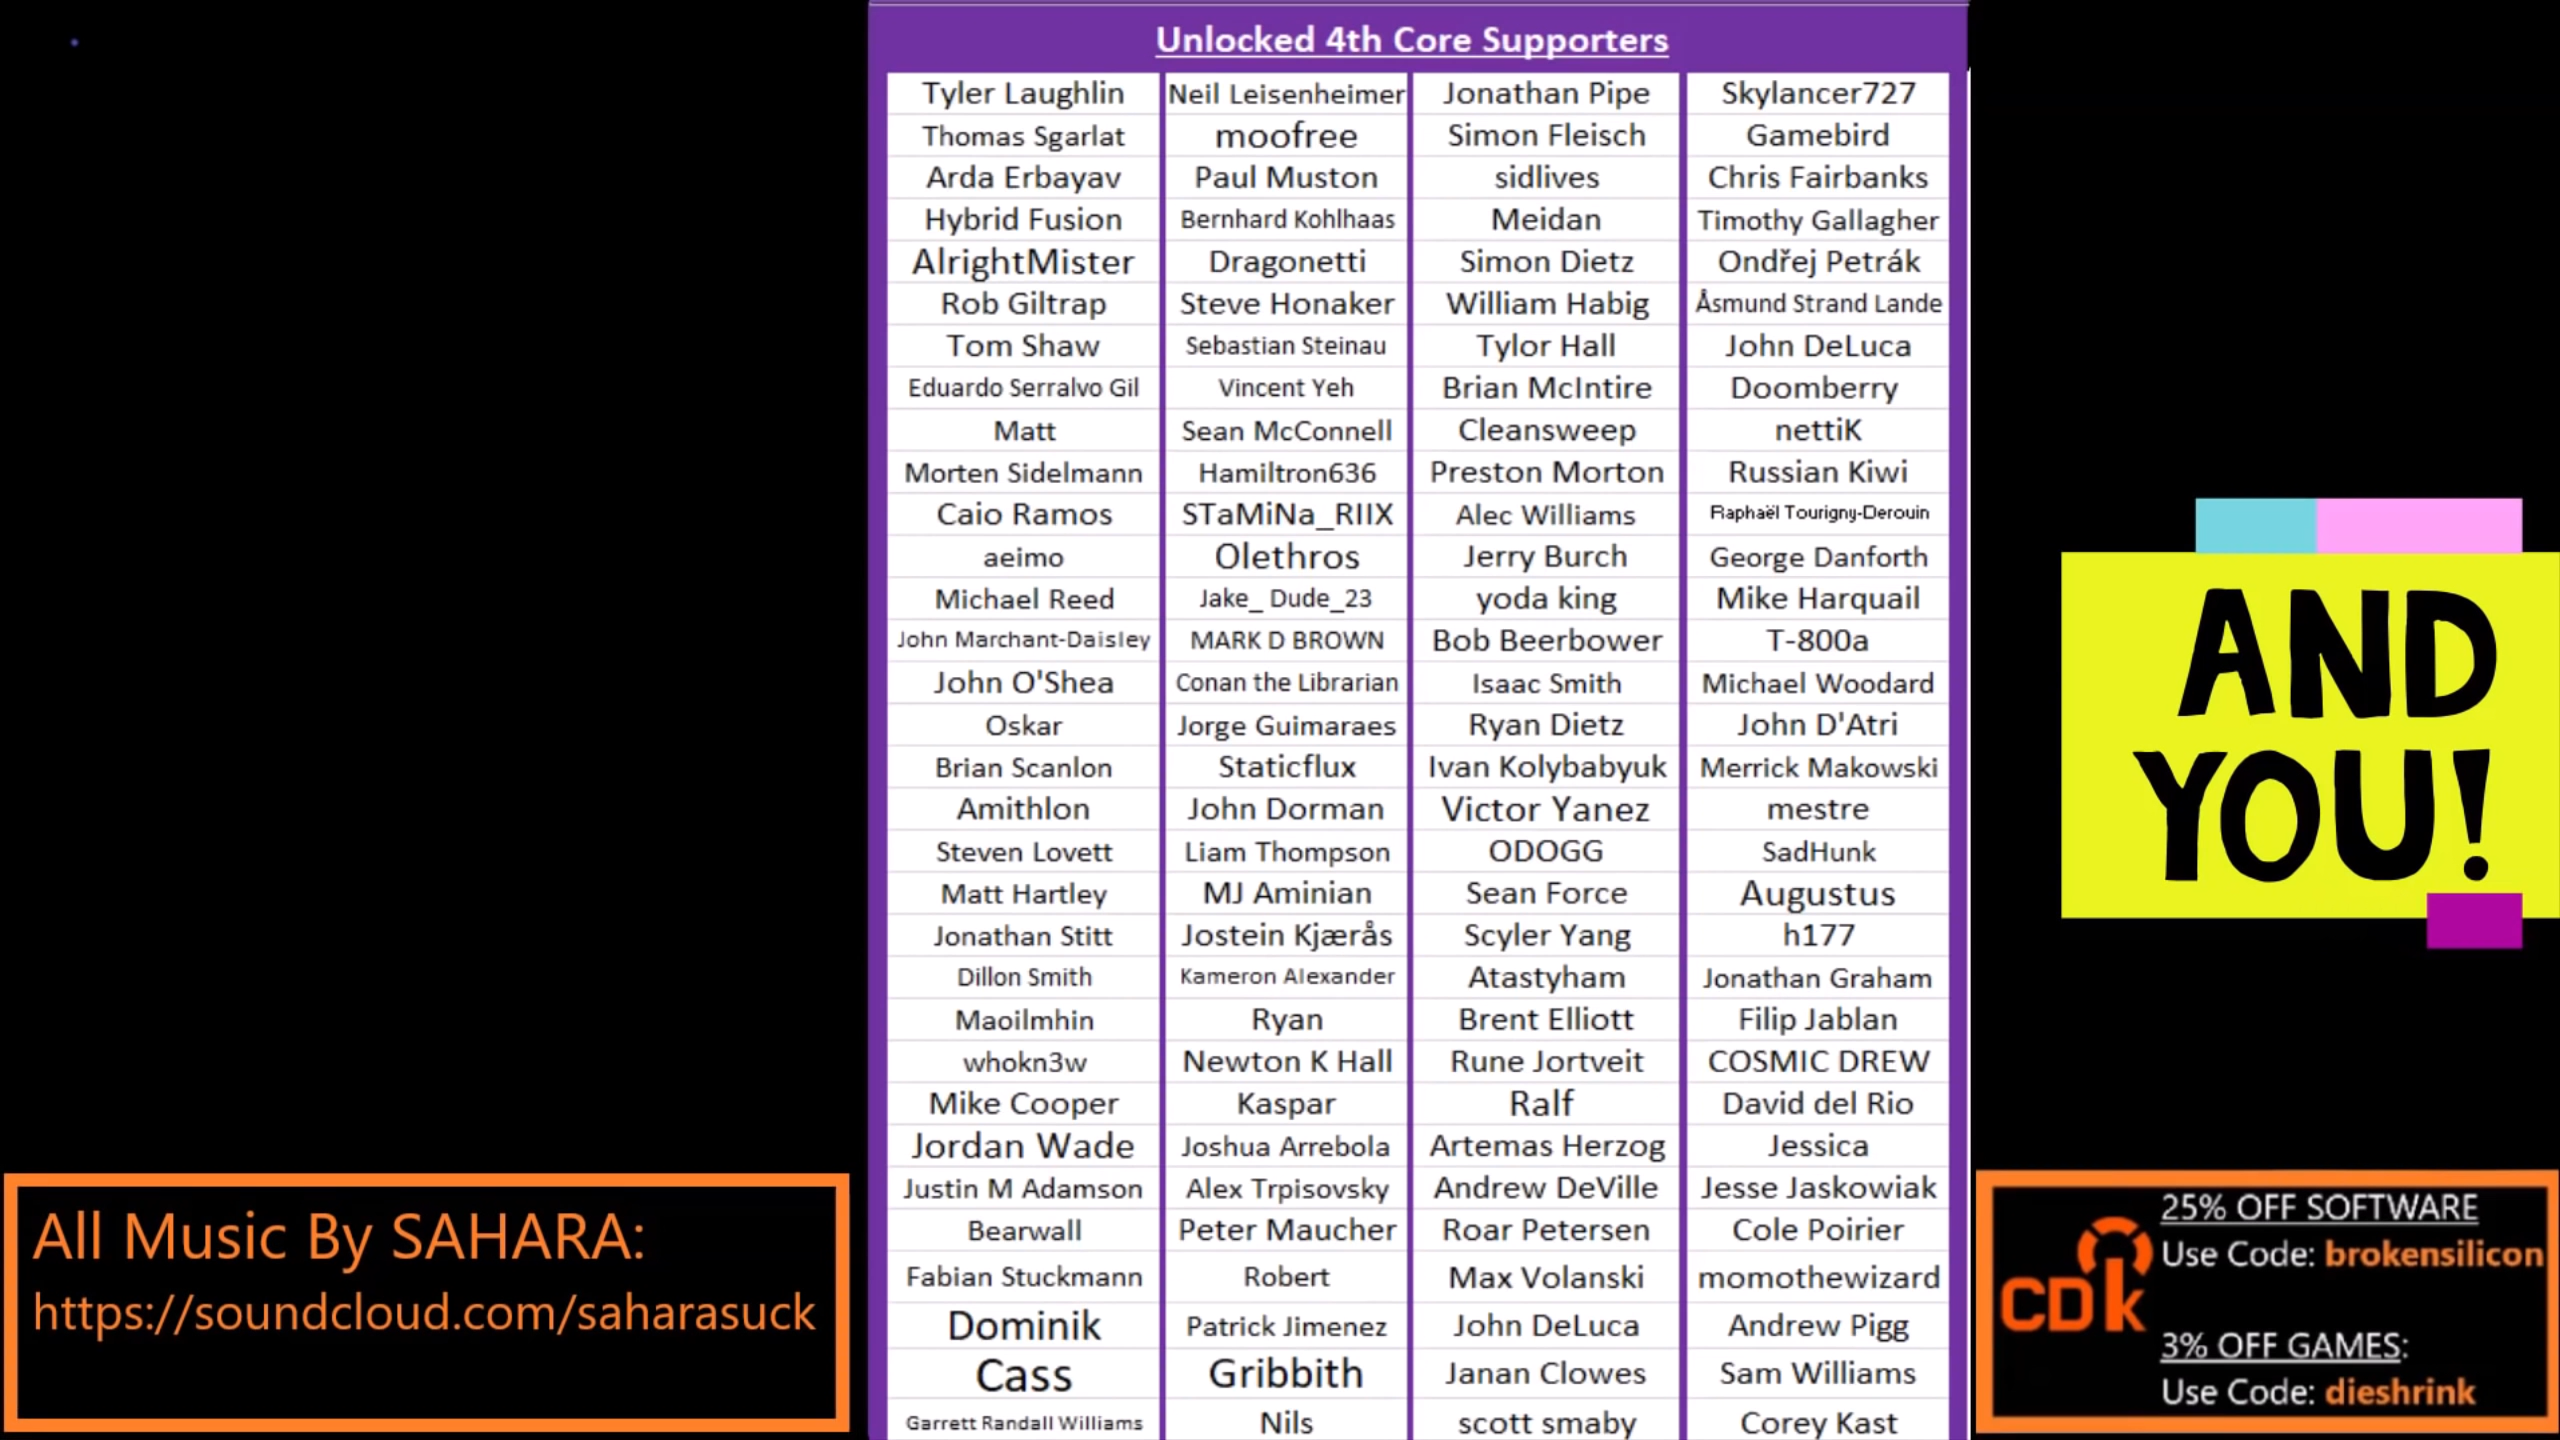 Unlocked 4th Core Supporters
Tyler Laughlin Neil Leisenheimer Jonathan Pipe Skylancer727
Thomas Sgarlat moofree Simon Fleisch Gamebird
Arda Erbayav Paul Muston sidlives Chris Fairbanks
Hybrid Fusion Bernhard Kohlhaas Meidan Timothy Gallagher
AlrightMister Dragonetti Simon Dietz Ondřej Petrák
Rob Giltrap Steve Honaker William Habig Åsmund Strand Lande
Tom Shaw Sebastian Steinau Tylor Hall John DeLuca
Eduardo Serralvo Gil Vincent Yeh Brian McIntire Doomberry
Matt Sean McConnell Cleansweep nettiK
Morten Sidelmann Hamiltron636 Preston Morton Russian Kiwi
Caio Ramos STaMiNa_RIIX Alec Williams Raphaël Tourigny-Derouin
aeimo Olethros Jerry Burch George Danforth
Michael Reed Jake_ Dude_23 yoda king Mike Harquail
John Marchant-Daisley MARK D BROWN Bob Beerbower T-800a
John O'Shea Conan the Librarian Isaac Smith Michael Woodard
Oskar Jorge Guimaraes Ryan Dietz John D'Atri
Brian Scanlon Staticflux Ivan Kolybabyuk Merrick Makowski
Amithlon John Dorman Victor Yanez mestre
Steven Lovett Liam Thompson ODOGG SadHunk
Matt Hartley MJ Aminian Sean Force Augustus
Jonathan Stitt Jostein Kjærås Scyler Yang h177
Dillon Smith Kameron Alexander Atastyham Jonathan Graham
Maoilmhin Ryan Brent Elliott Filip Jablan
whokn3w Newton K Hall Rune Jortveit COSMIC DREW
Mike Cooper Kaspar Ralf David del Rio
Jordan Wade Joshua Arrebola Artemas Herzog Jessica
Justin M Adamson Alex Trpisovsky Andrew DeVille Jesse Jaskowiak
Bearwall Peter Maucher Roar Petersen Cole Poirier
Fabian Stuckmann Robert Max Volanski momothewizard
Dominik Patrick Jimenez John DeLuca Andrew Pigg
Cass Gribbith Janan Clowes Sam Williams
Garrett Randall Williams Nils scott smaby Corey Kast
AND
YOU!
All Music By SAHARA:
https://soundcloud.com/saharasuck
CDk
25% OFF SOFTWARE
Use Code: brokensilicon
3% OFF GAMES:
Use Code: dieshrink